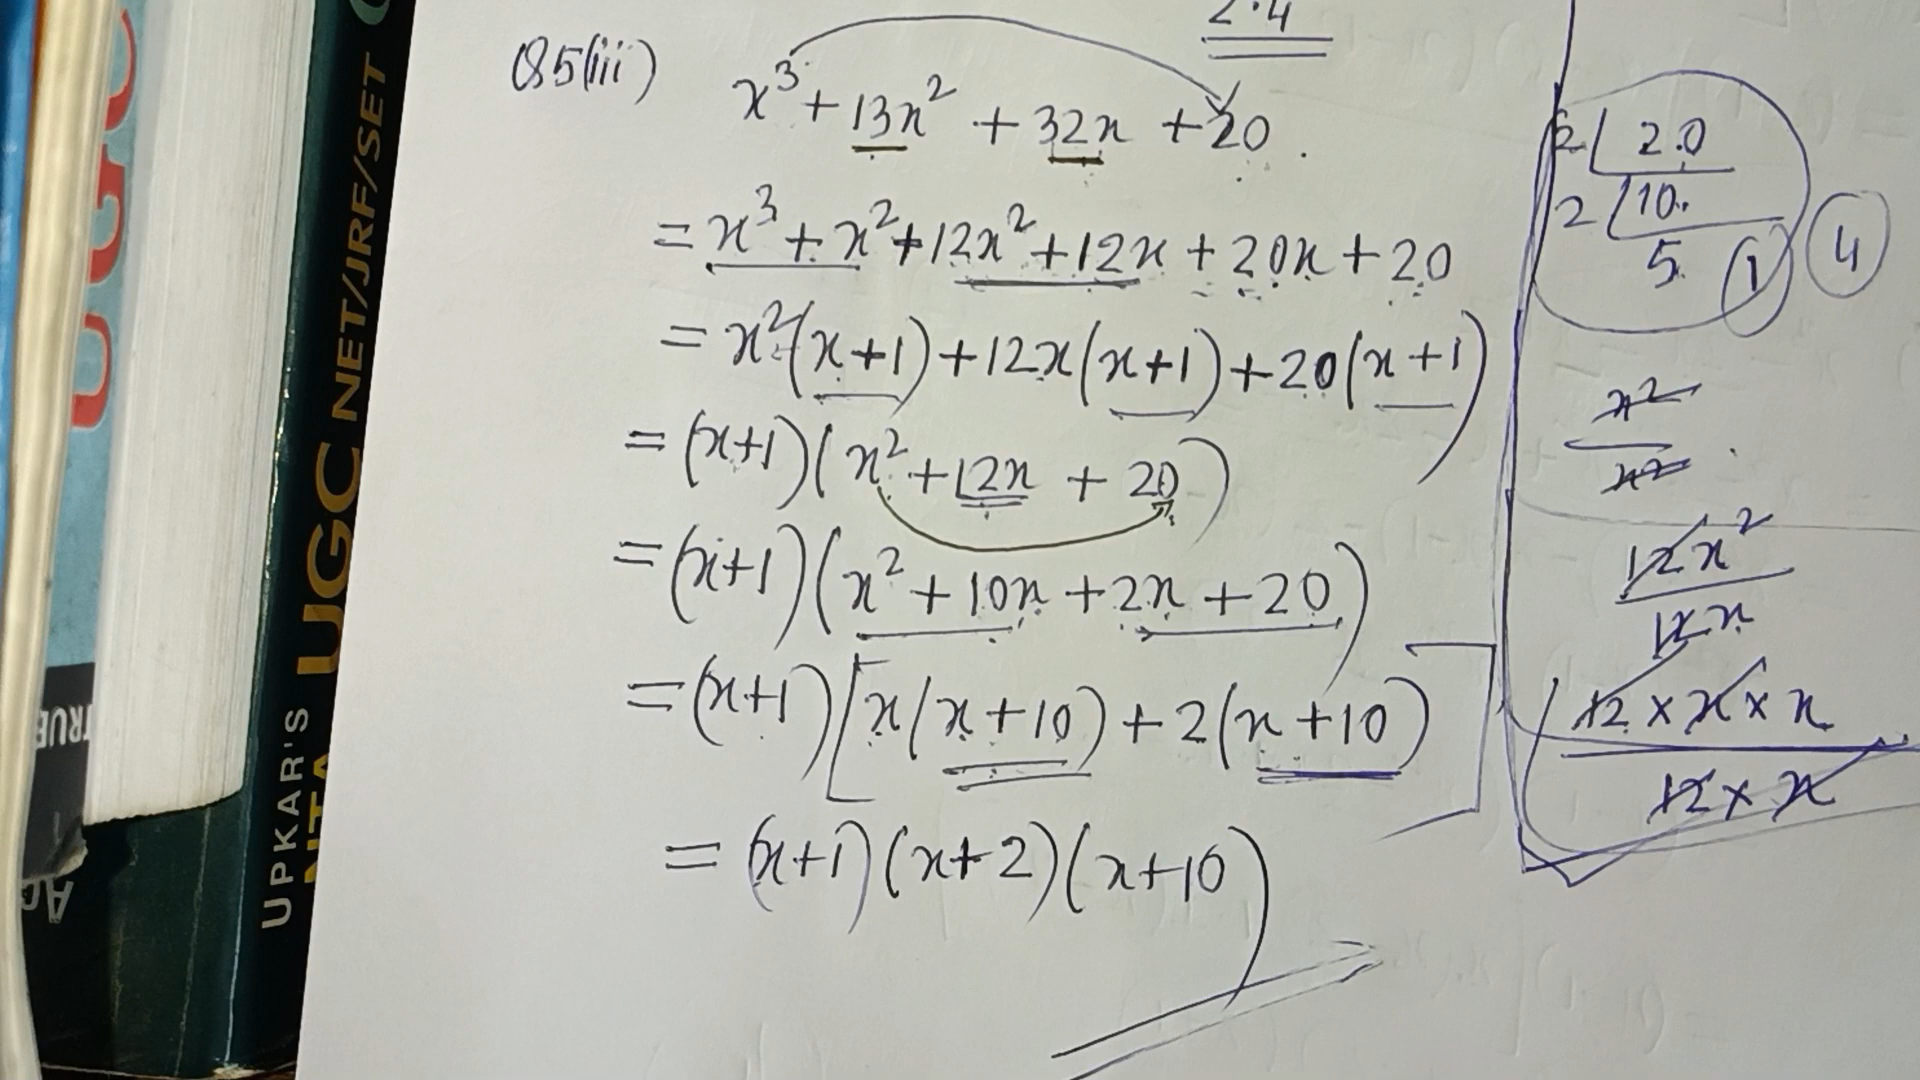 2.4
Q5(iii)
x³ + 13x² + 32x + 20.
= x³ + x² + 12x² + 12x + 20x + 20
= x²(x+1) + 12x(x+1) + 20(x+1)
= (x+1)(x² + 12x + 20)
= (x+1)(x² + 10x + 2x + 20)
= (x+1)[x(x+10) + 2(x+10)]
= (x+1)(x+2)(x+10)
2 | 20
2 | 10
5 1 4
x²
x²
12x²
12x
12 × x × x
12 × x
UGC
UPKAR'S
NTA UGC NET/JRF/SET
TRUE